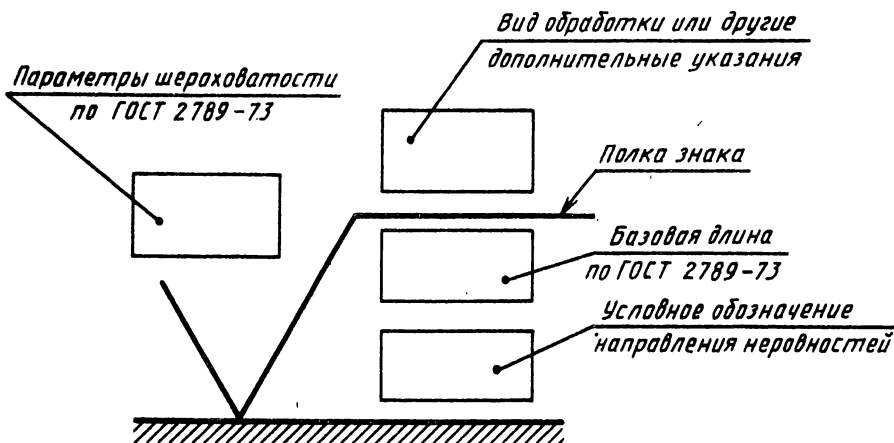 Вид обработки или другие
дополнительные указания
Параметры шероховатости
по ГОСТ 2789-73
Полка знака
Базовая длина
по ГОСТ 2789-73
Условное обозначение
направления неровностей